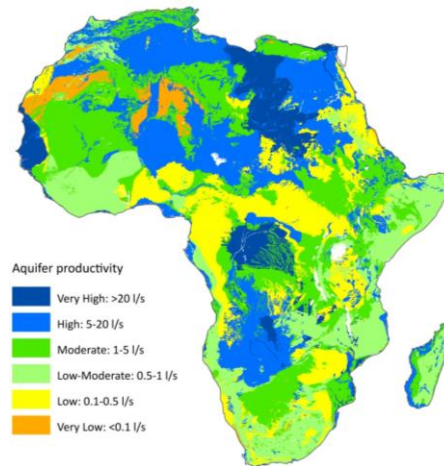 Aquifer productivity
Very High: >20 l/s
High: 5-20 l/s
Moderate: 1-5 l/s
Low-Moderate: 0.5-1 l/s
Low: 0.1-0.5 l/s
Very Low: <0.1 l/s